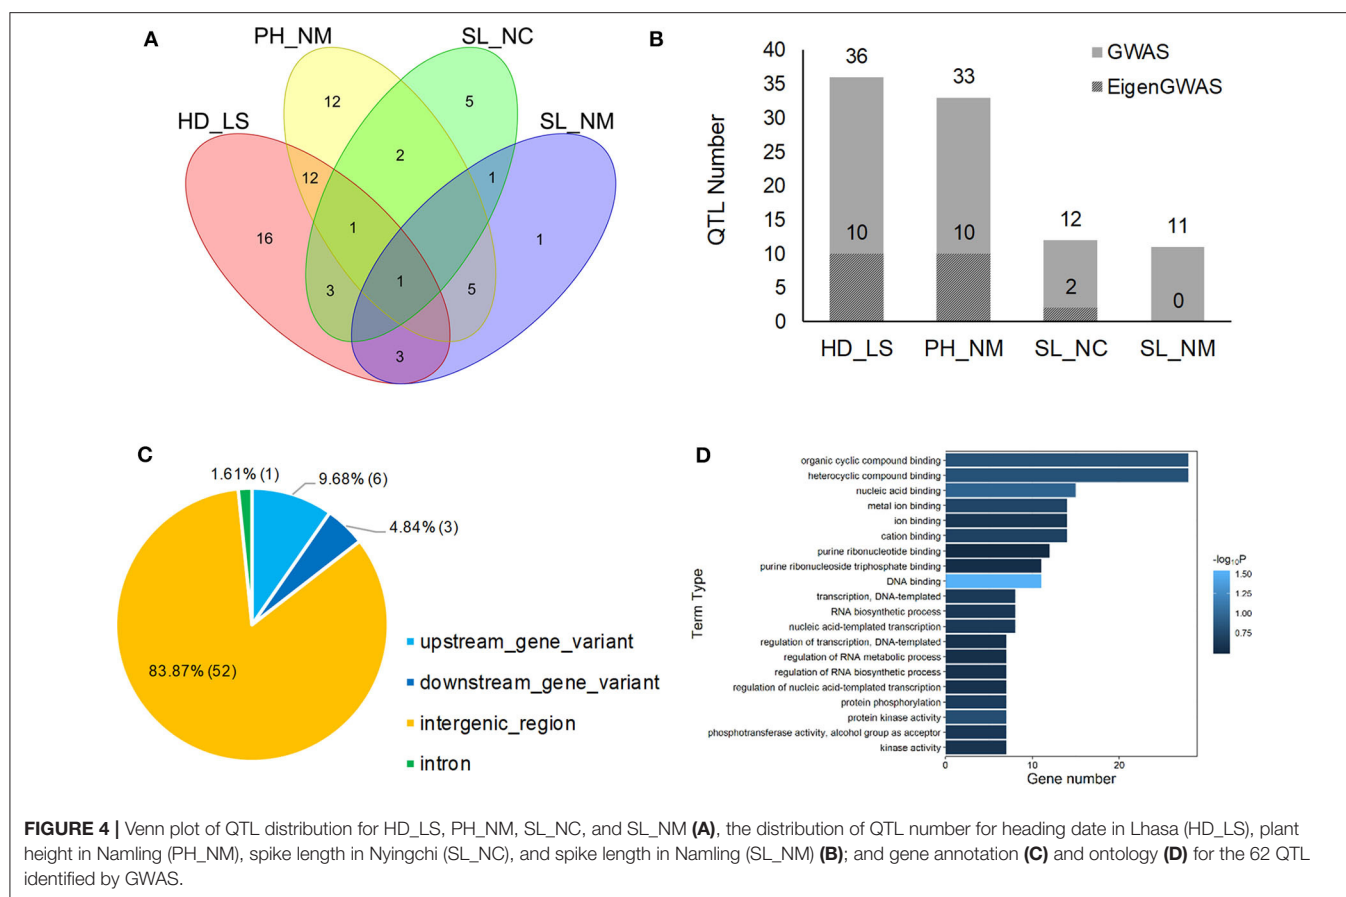 A
HD_LS
PH_NM
SL_NC
SL_NM
12
5
2
12
1
16
1
1
3
1
5
3
B
QTL Number
40
35
30
25
20
15
10
5
0
36
33
12
11
10
10
2
0
HD_LS
PH_NM
SL_NC
SL_NM
GWAS
EigenGWAS
C
1.61% (1)
9.68% (6)
4.84% (3)
83.87% (52)
upstream_gene_variant
downstream_gene_variant
intergenic_region
intron
D
Term Type
organic cyclic compound binding
heterocyclic compound binding
nucleic acid binding
metal ion binding
ion binding
cation binding
purine ribonucleotide binding
purine ribonucleoside triphosphate binding
DNA binding
transcription, DNA-templated
RNA biosynthetic process
nucleic acid-templated transcription
regulation of transcription, DNA-templated
regulation of RNA metabolic process
regulation of RNA biosynthetic process
regulation of nucleic acid-templated transcription
protein phosphorylation
protein kinase activity
phosphotransferase activity, alcohol group as acceptor
kinase activity
0
10
20
Gene number
-log₁₀P
1.50
1.25
1.00
0.75
FIGURE 4 | Venn plot of QTL distribution for HD_LS, PH_NM, SL_NC, and SL_NM (A), the distribution of QTL number for heading date in Lhasa (HD_LS), plant
height in Namling (PH_NM), spike length in Nyingchi (SL_NC), and spike length in Namling (SL_NM) (B); and gene annotation (C) and ontology (D) for the 62 QTL
identified by GWAS.